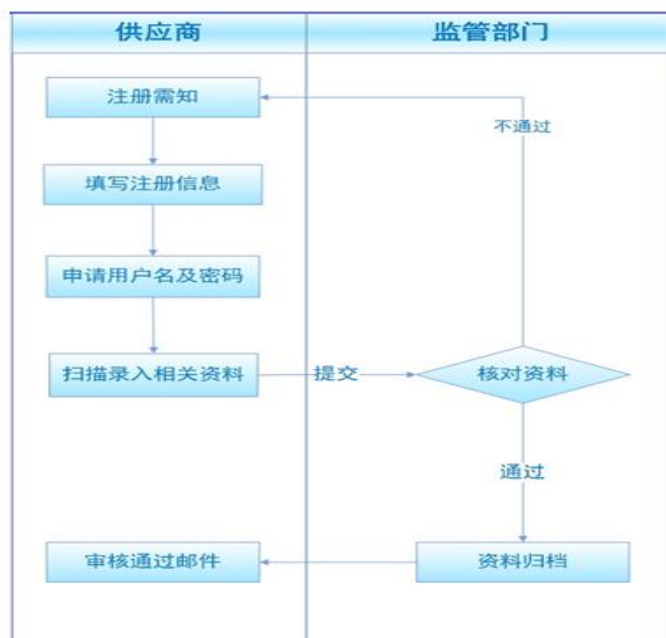 供应商
监管部门
注册需知
不通过
填写注册信息
申请用户名及密码
扫描录入相关资料
提交
核对资料
通过
审核通过邮件
资料归档